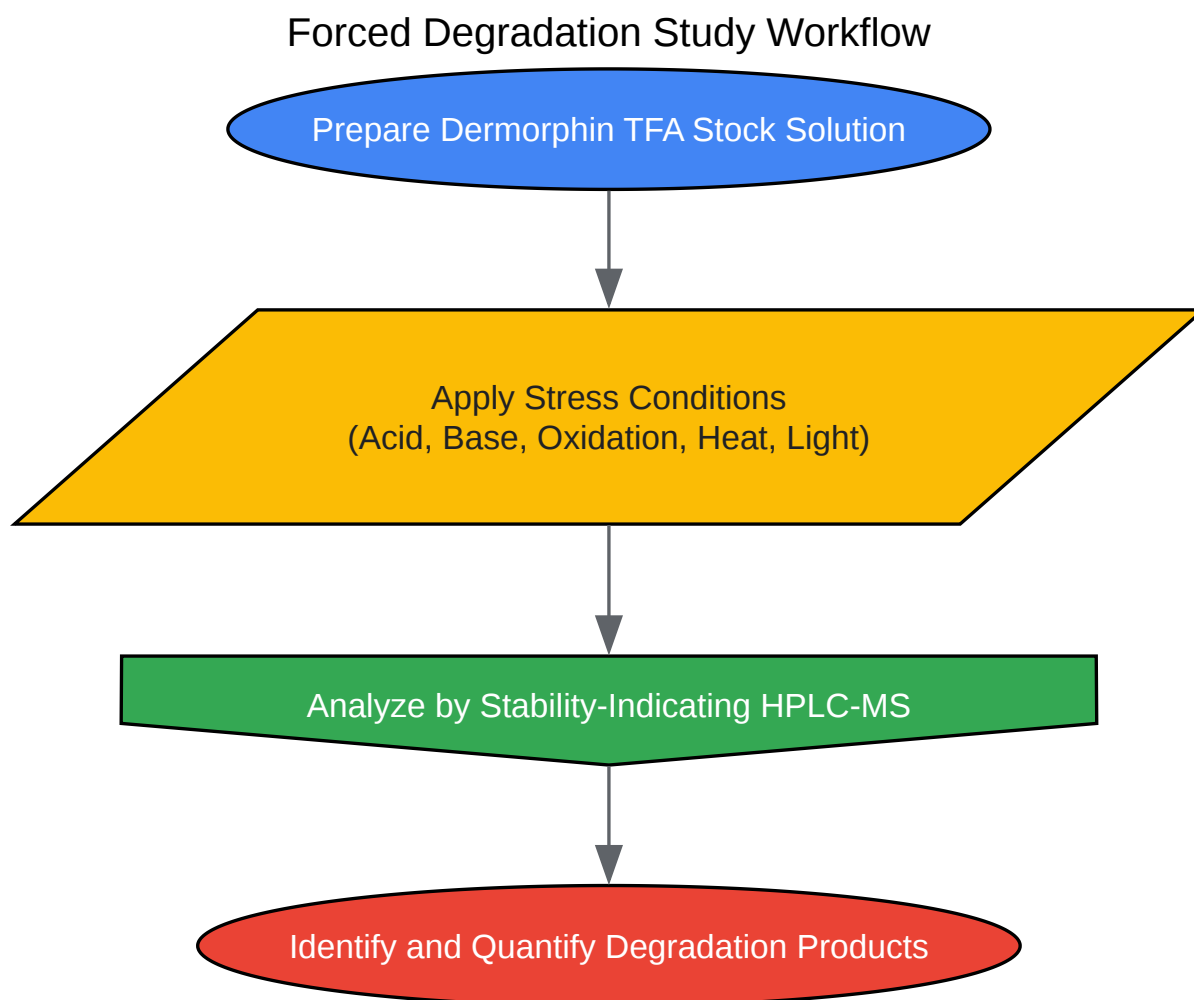 Forced Degradation Study Workflow
Prepare Dermorphin TFA Stock Solution
Apply Stress Conditions
(Acid, Base, Oxidation, Heat, Light)
Analyze by Stability-Indicating HPLC-MS
Identify and Quantify Degradation Products